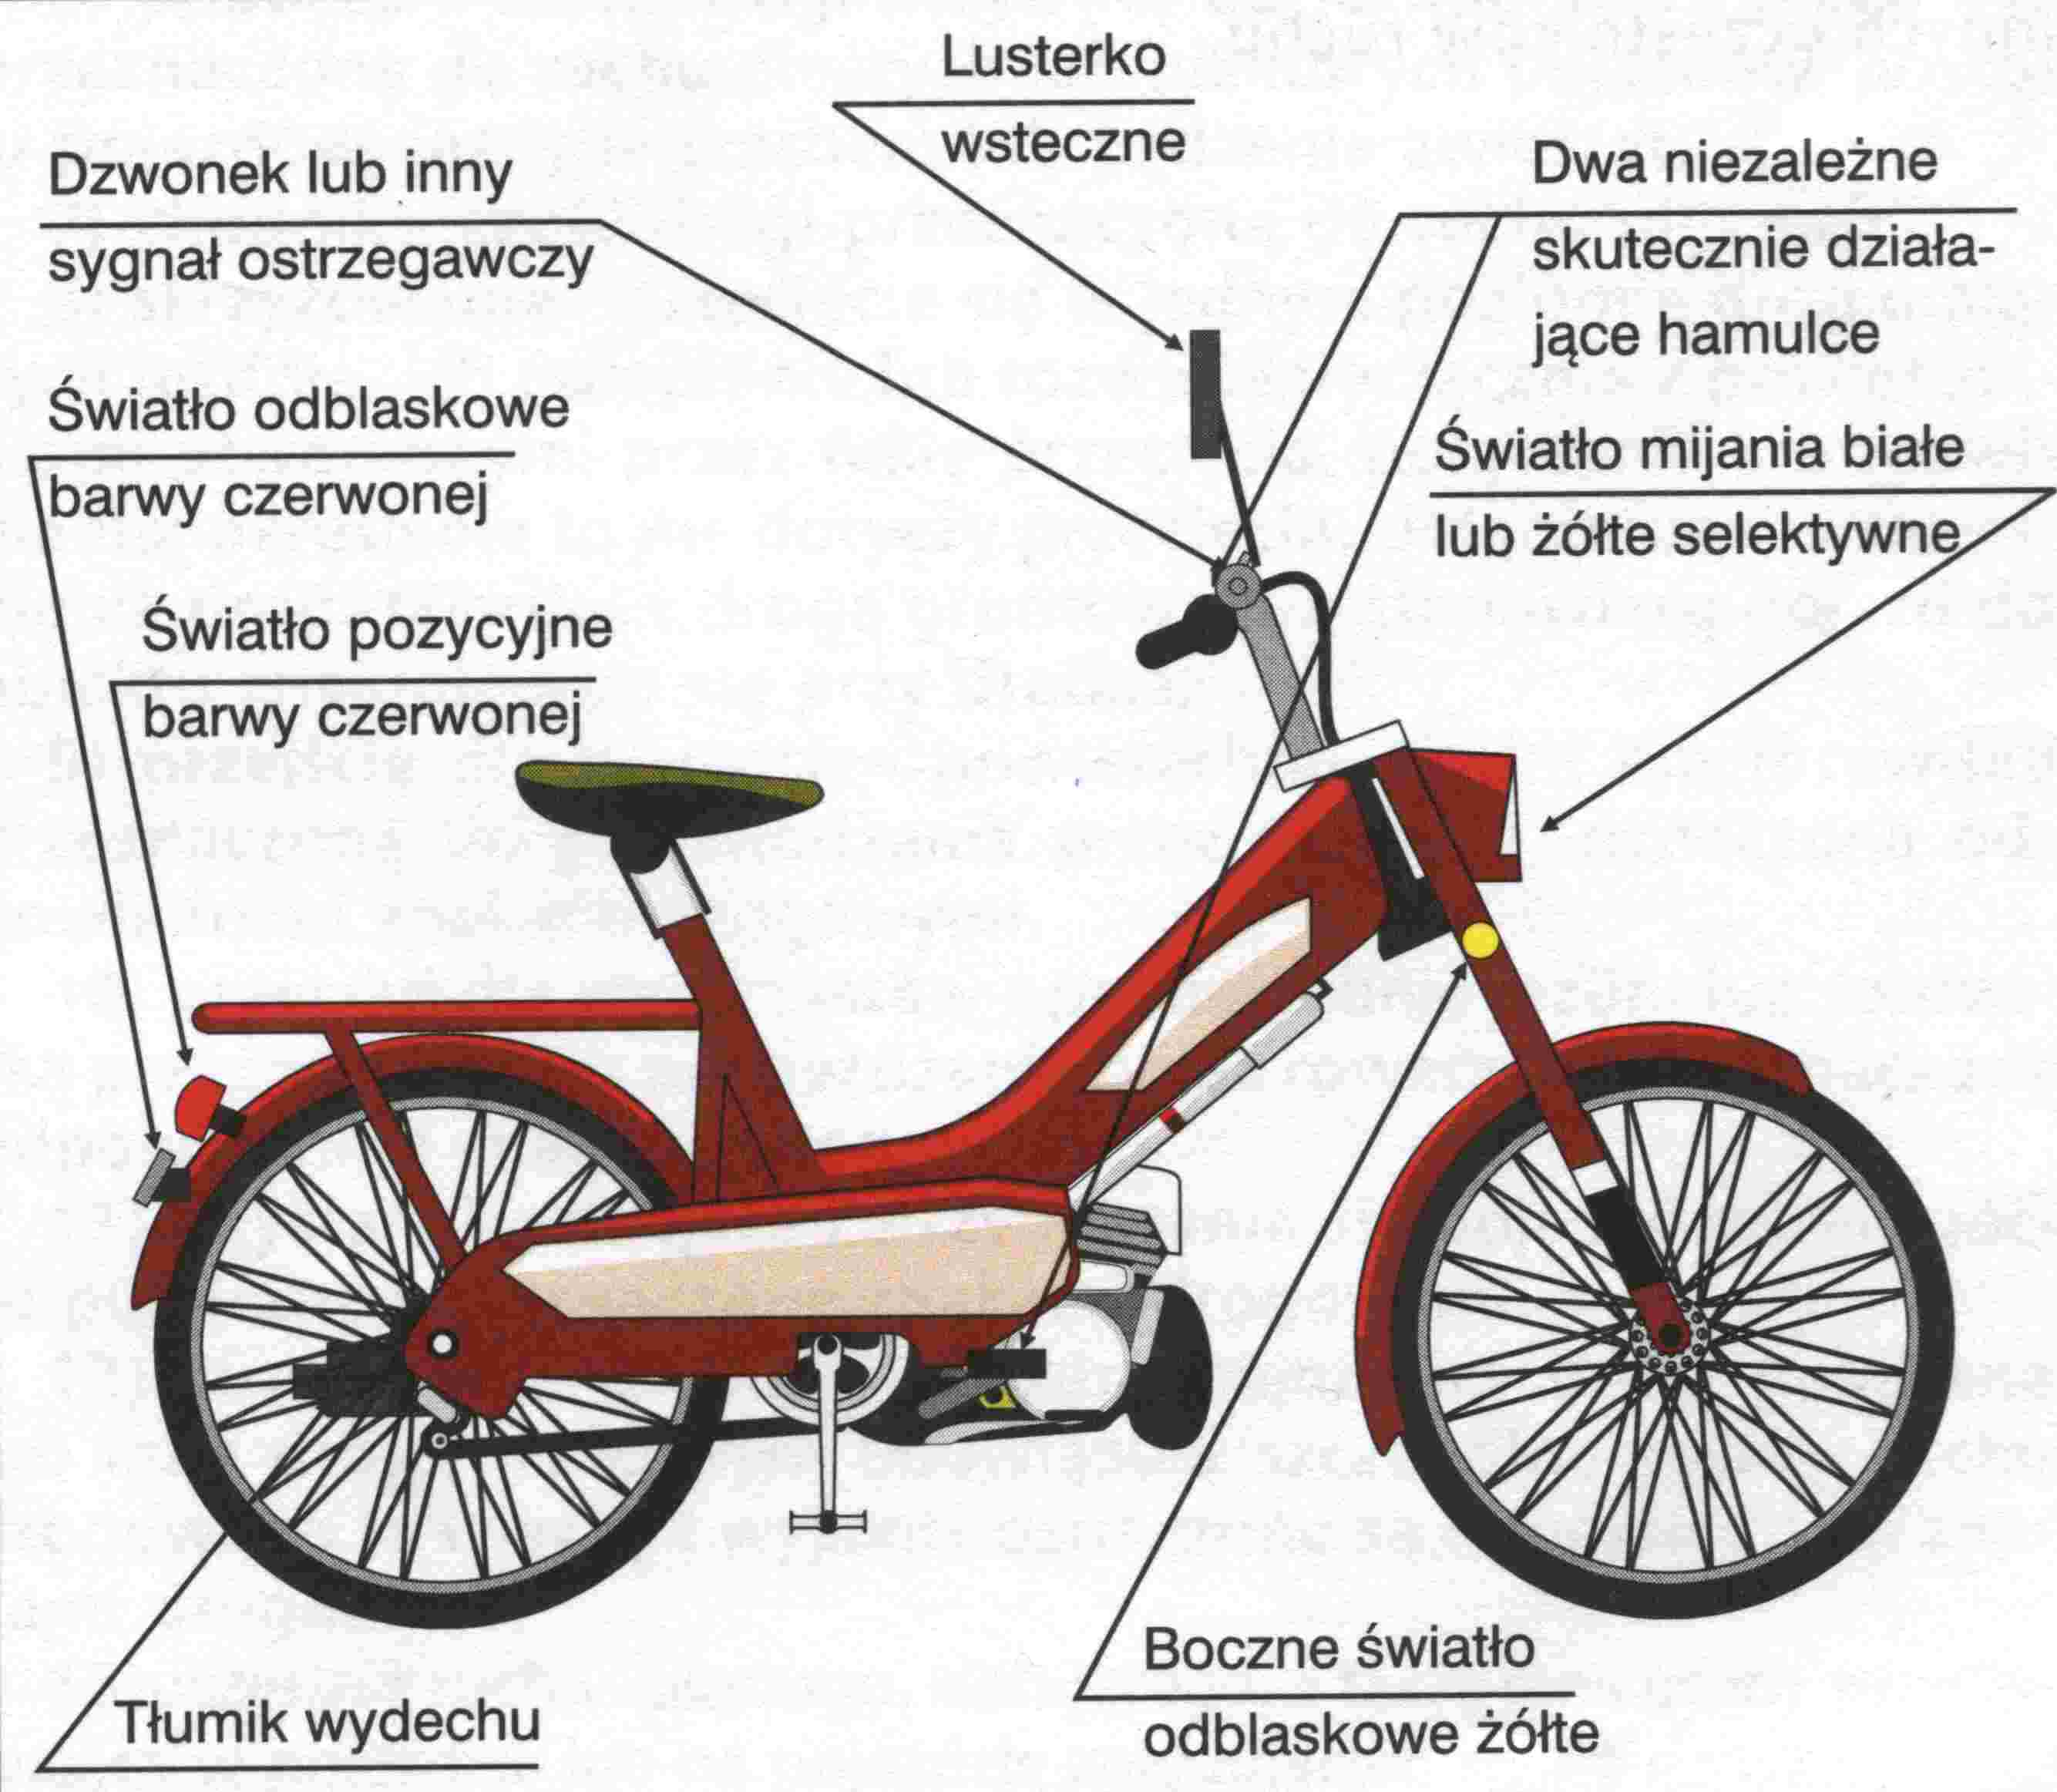 Lusterko
wsteczne
Dzwonek lub inny
sygnał ostrzegawczy
Dwa niezależne
skutecznie działa-
jące hamulce
Światło odblaskowe
barwy czerwonej
Światło mijania białe
lub żółte selektywne
Światło pozycyjne
barwy czerwonej
Boczne światło
odblaskowe żółte
Tłumik wydechu